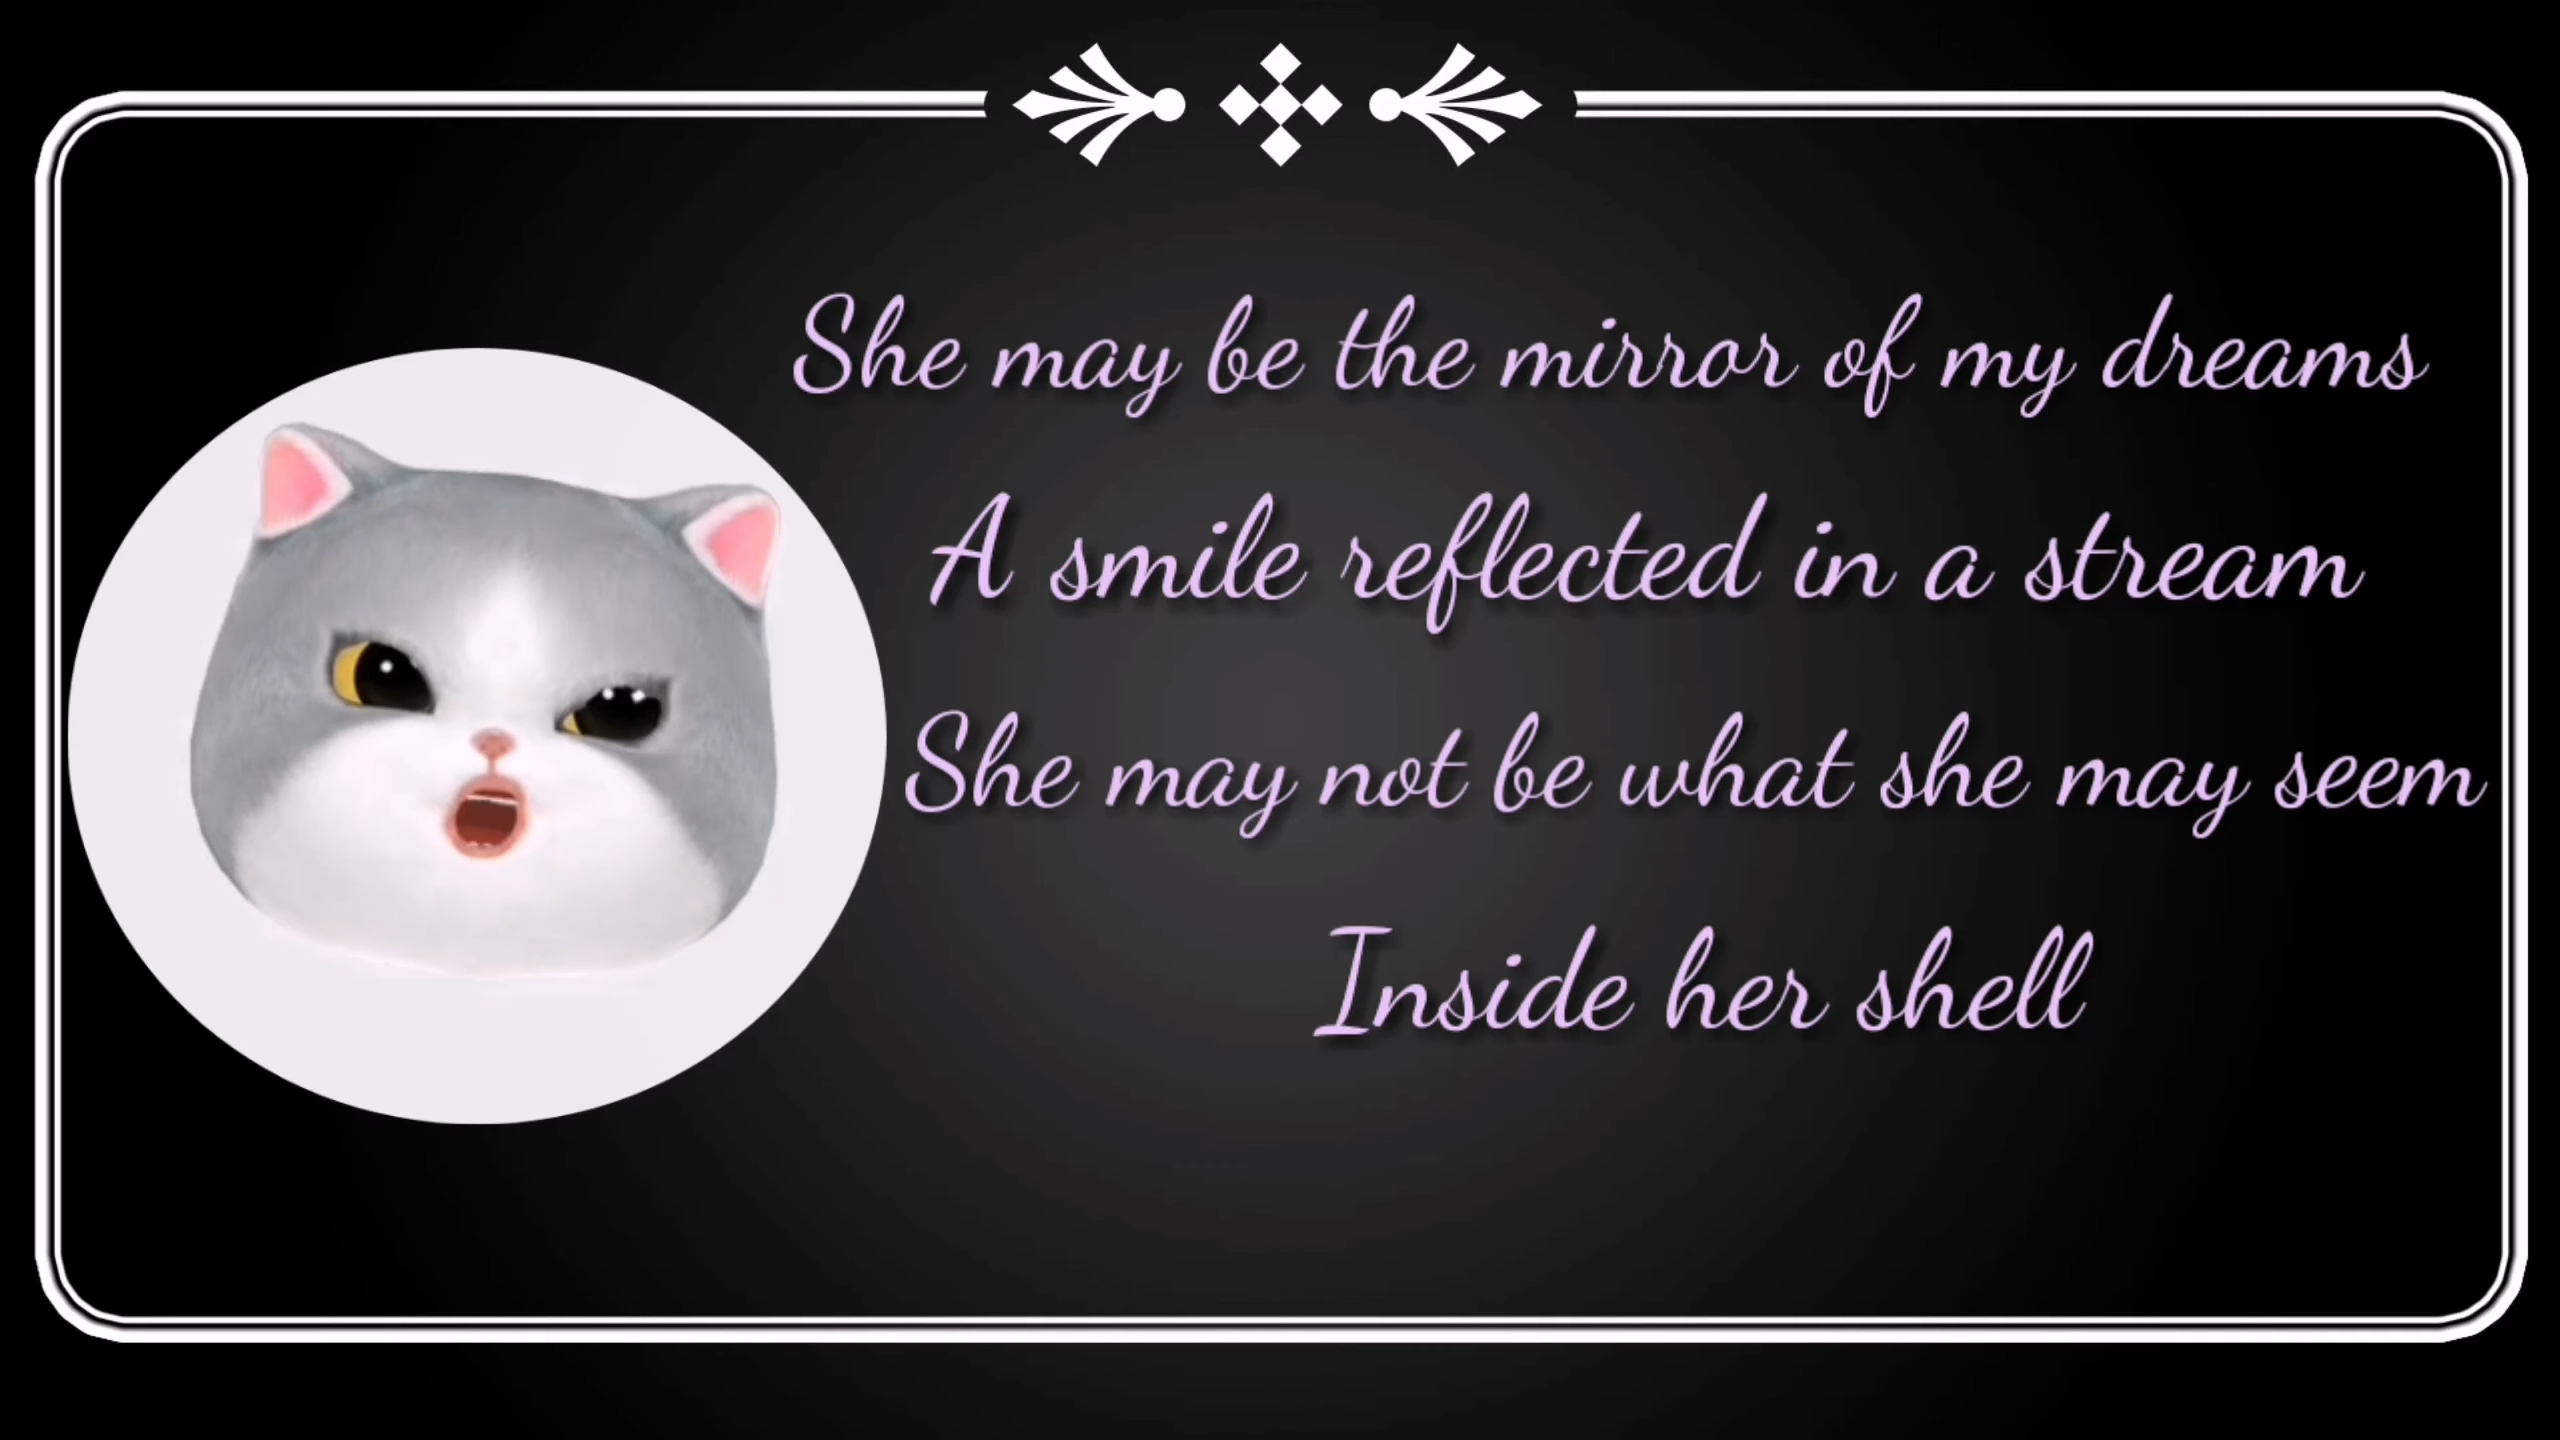 She may be the mirror of my dreams
A smile reflected in a stream
She may not be what she may seem
Inside her shell